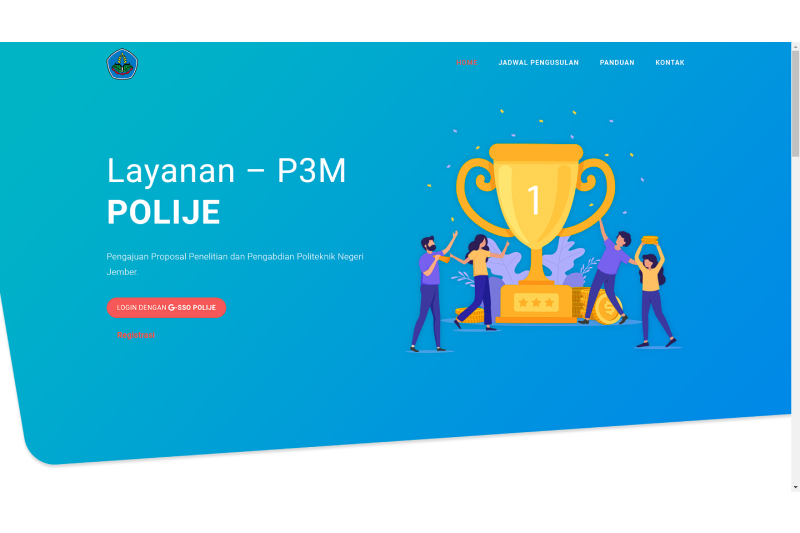 HOME JADWAL PENGUSULAN PANDUAN KONTAK
Layanan – P3M
POLIJE
1
Pengajuan Proposal Penelitian dan Pengabdian Politeknik Negeri
Jember.
LOGIN DENGAN G-SSO POLIJE